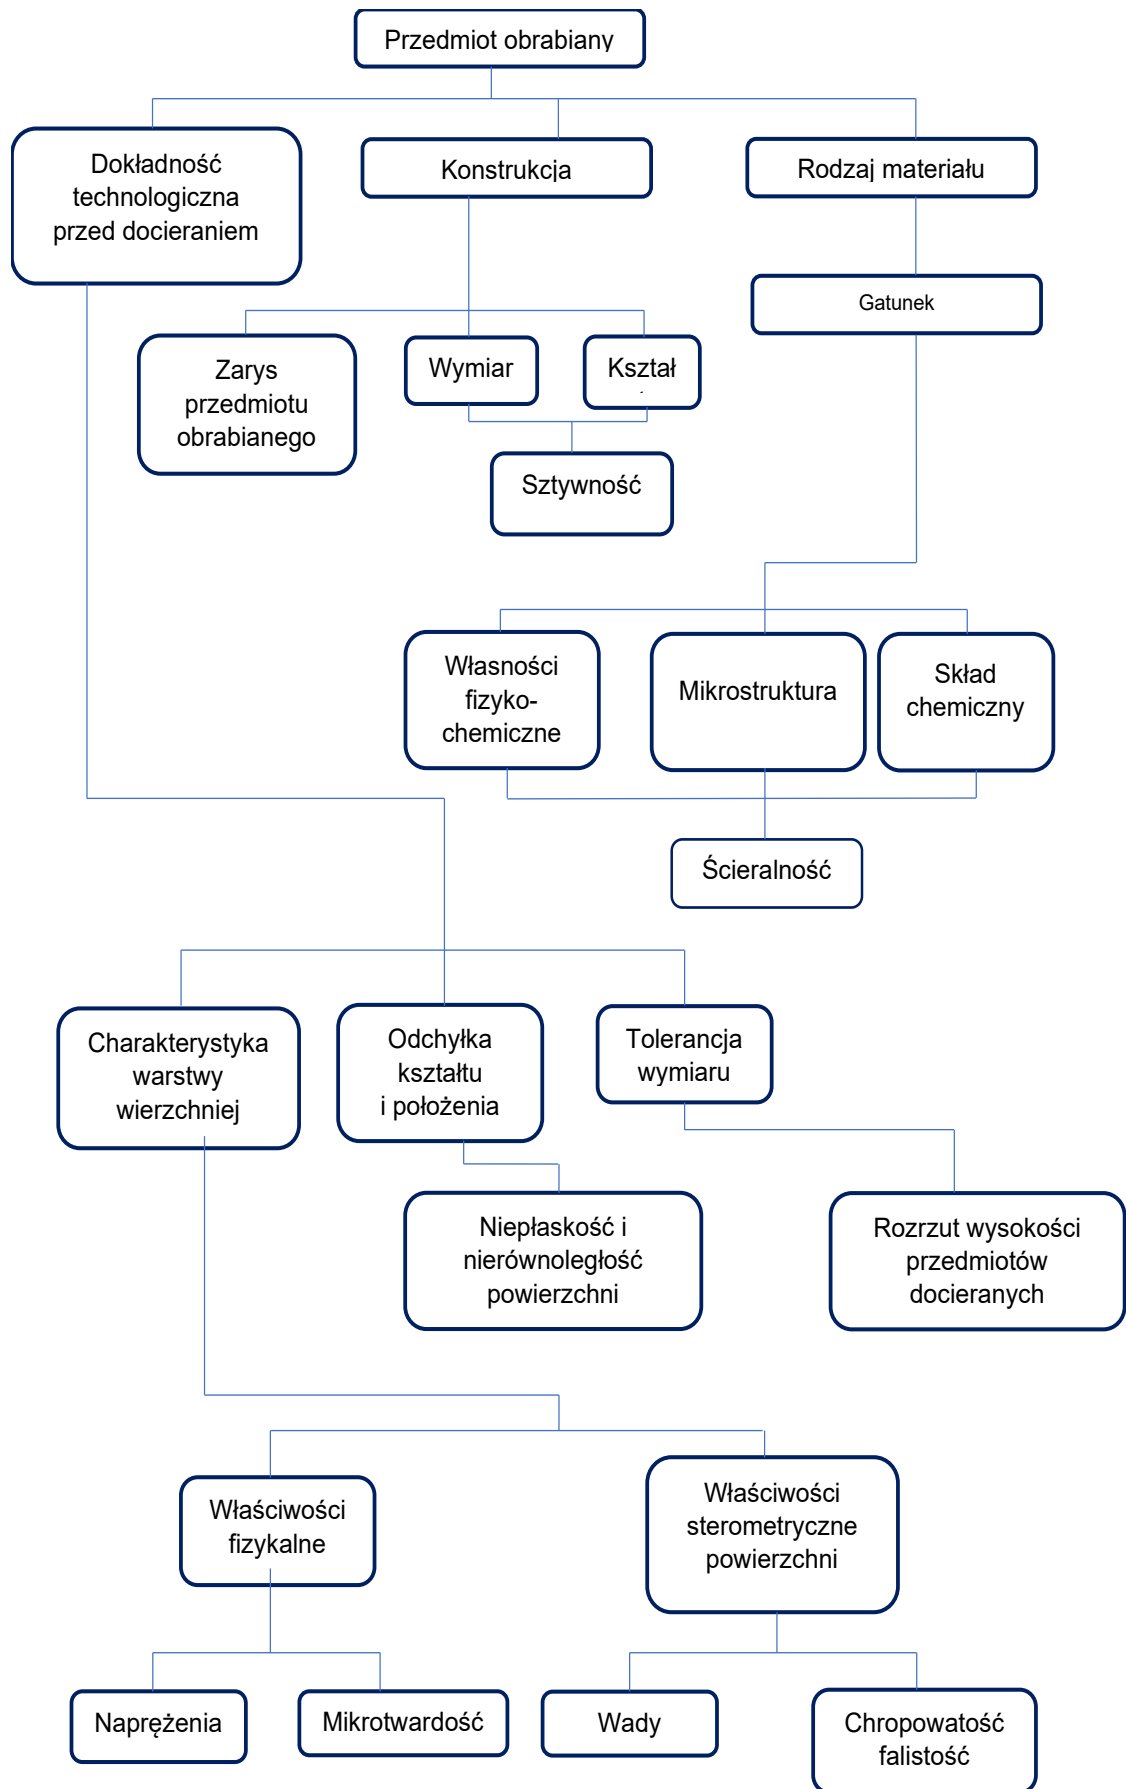 Przedmiot obrabiany
Dokładność
technologiczna
przed docieraniem
Konstrukcja
Rodzaj materiału
Gatunek
Zarys
przedmiotu
obrabianego
Wymiar
Kształ
Sztywność
Własności
fizyko-
chemiczne
Mikrostruktura
Skład
chemiczny
Ścieralność
Charakterystyka
warstwy
wierzchniej
Odchyłka
kształtu
i położenia
Tolerancja
wymiaru
Niepłaskość i
nierównoległość
powierzchni
Rozrzut wysokości
przedmiotów
docieranych
Właściwości
fizykalne
Właściwości
sterometryczne
powierzchni
Naprężenia
Mikrotwardość
Wady
Chropowatość
falistość